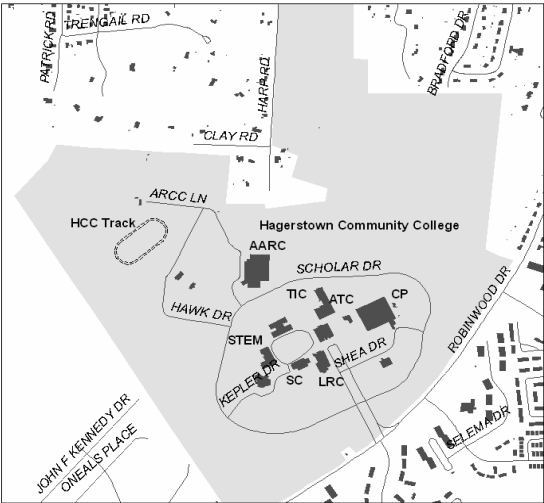 PATRICK RD
TRENGAIL RD
HARP RD
BRADFORD DR
CLAY RD
ARCC LN
HCC Track
Hagerstown Community College
AARC
SCHOLAR DR
TIC
ATC
CP
HAWK DR
ROBINWOOD DR
STEM
SHEA DR
KEPLER DR
SC
LRC
JOHN F KENNEDY DR
ONEALS PLACE
SELEMA DR